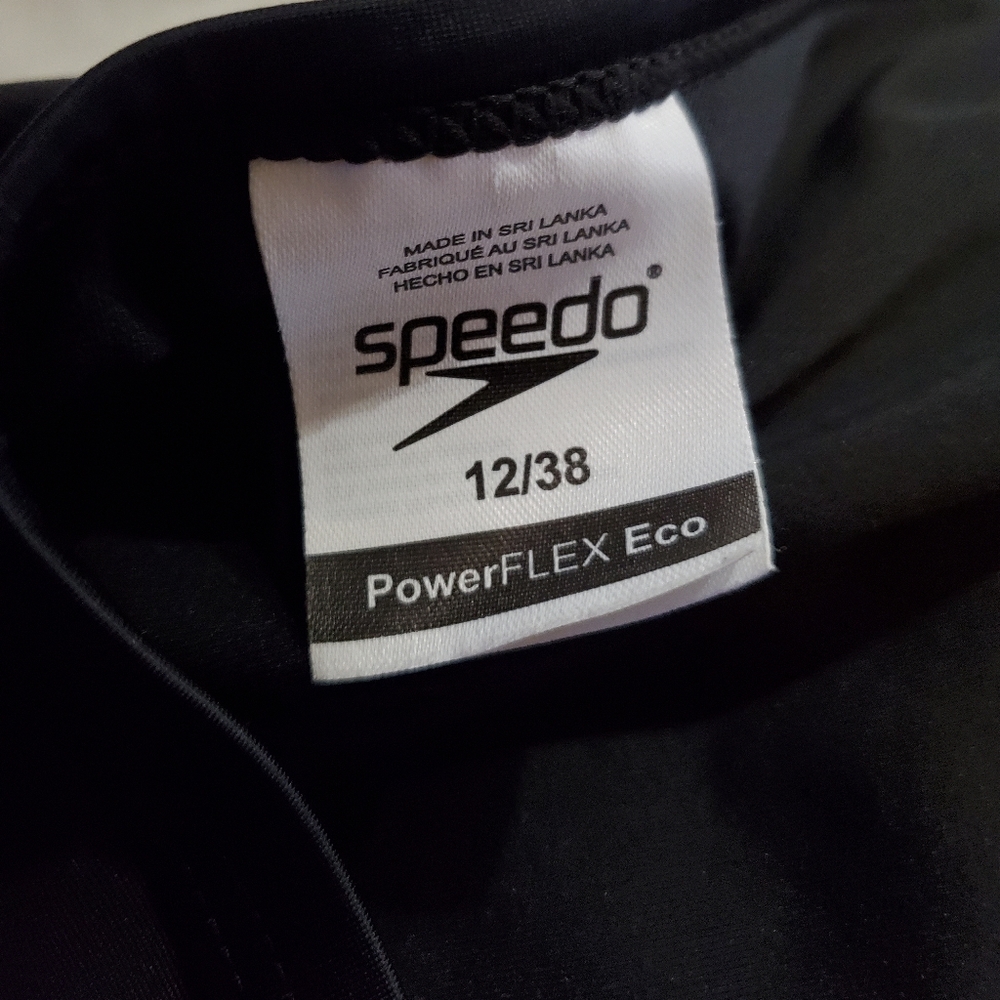 MADE IN SRI LANKA
FABRIQUÉ AU SRI LANKA
HECHO EN SRI LANKA
speedo®
12/38
PowerFLEX Eco